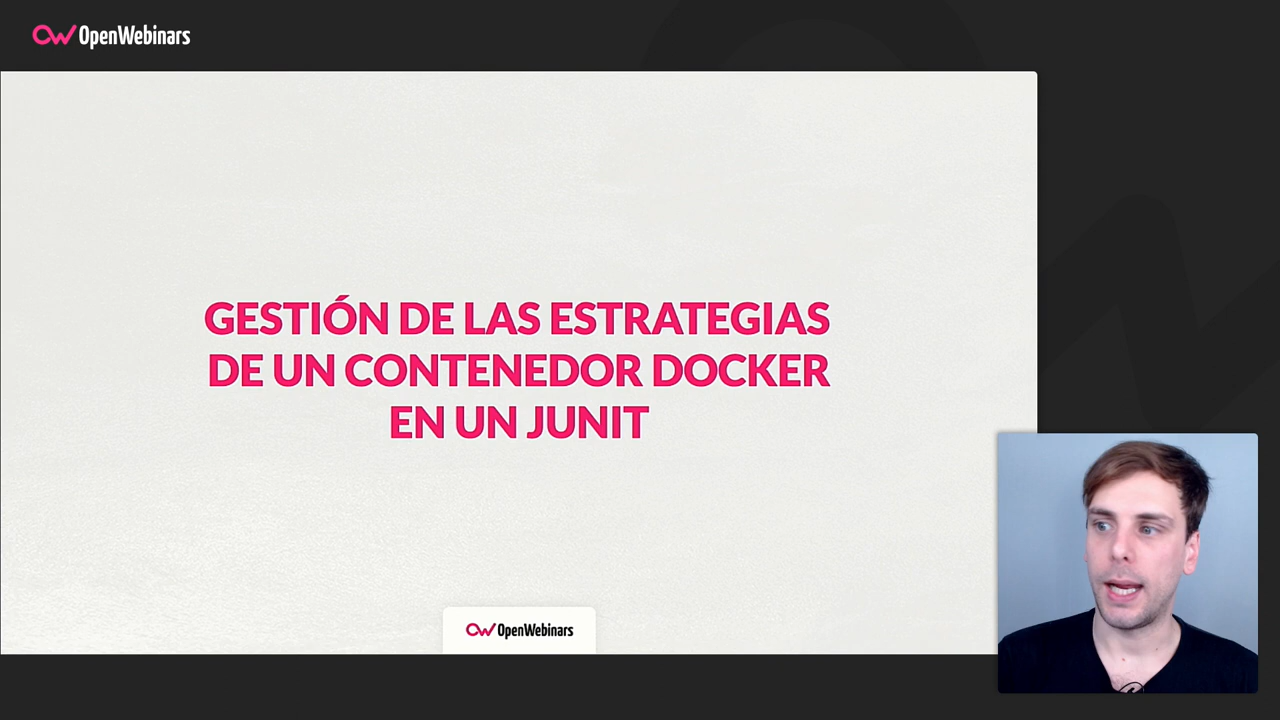 OpenWebinars
GESTIÓN DE LAS ESTRATEGIAS
DE UN CONTENEDOR DOCKER
EN UN JUNIT
OpenWebinars